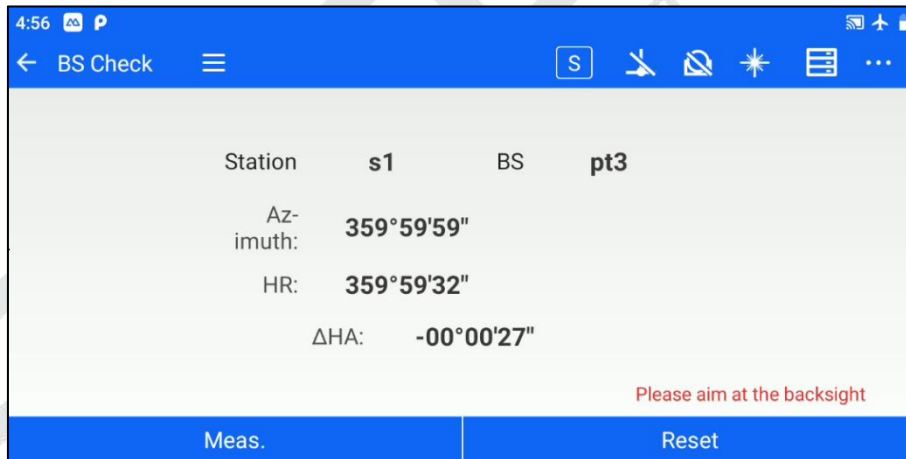 4:56
BS Check
S
Station s1 BS pt3
Az-
imuth: 359°59'59"
HR: 359°59'32"
ΔHA: -00°00'27"
Please aim at the backsight
Meas. Reset